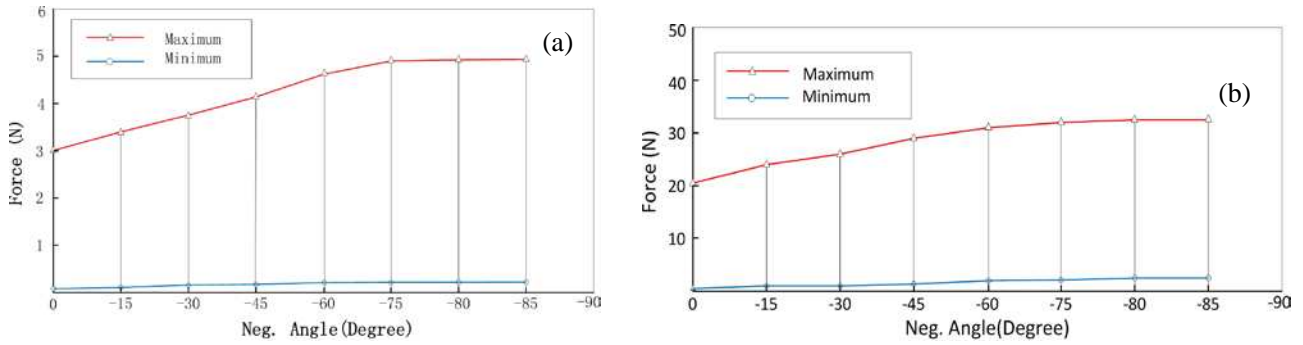 (a)
Maximum
Minimum
Force (N)
6
5
4
3
2
1
0 -15 -30 -45 -60 -75 -80 -85 -90
Neg. Angle(Degree)
(b)
Maximum
Minimum
Force (N)
50
40
30
20
10
0 -15 -30 -45 -60 -75 -80 -85 -90
Neg. Angle(Degree)